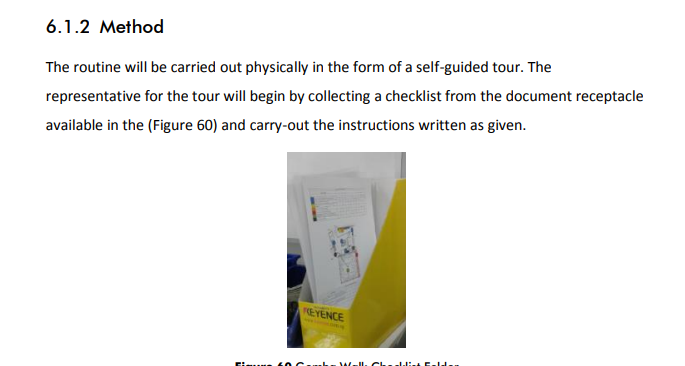 6.1.2 Method
The routine will be carried out physically in the form of a self-guided tour. The
representative for the tour will begin by collecting a checklist from the document receptacle
available in the (Figure 60) and carry-out the instructions written as given.
KEYENCE
Figure 60 Gemba Walk Checklist Folder